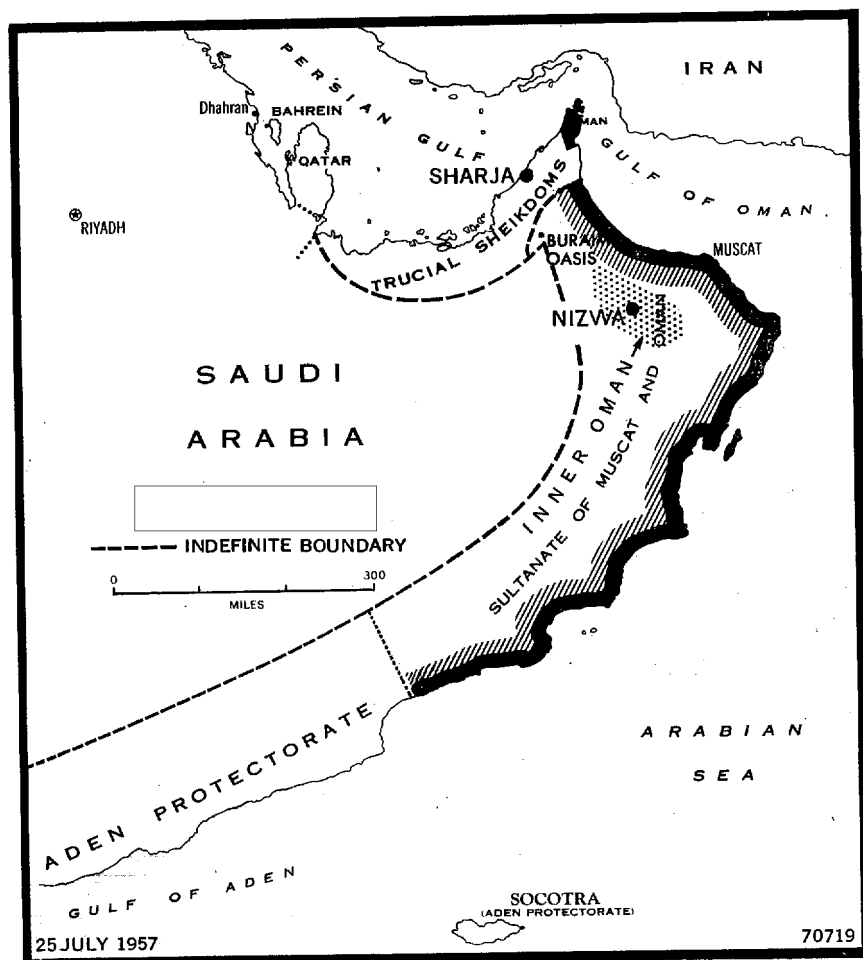 PERSIAN GULF
IRAN
Dhahran
BAHREIN
MAN
QATAR
SHARJA
GULF OF OMAN
RIYADH
TRUCIAL SHEIKDOMS
OASIS
MUSCAT
NIZWA
SAUDI
ARABIA
INNER OMAN
SULTANATE OF MUSCAT AND
OMAN
INDEFINITE BOUNDARY
0 300
MILES
ADEN PROTECTORATE
ARABIAN
SEA
GULF OF ADEN
SOCOTRA
(ADEN PROTECTORATE)
25 JULY 1957
70719